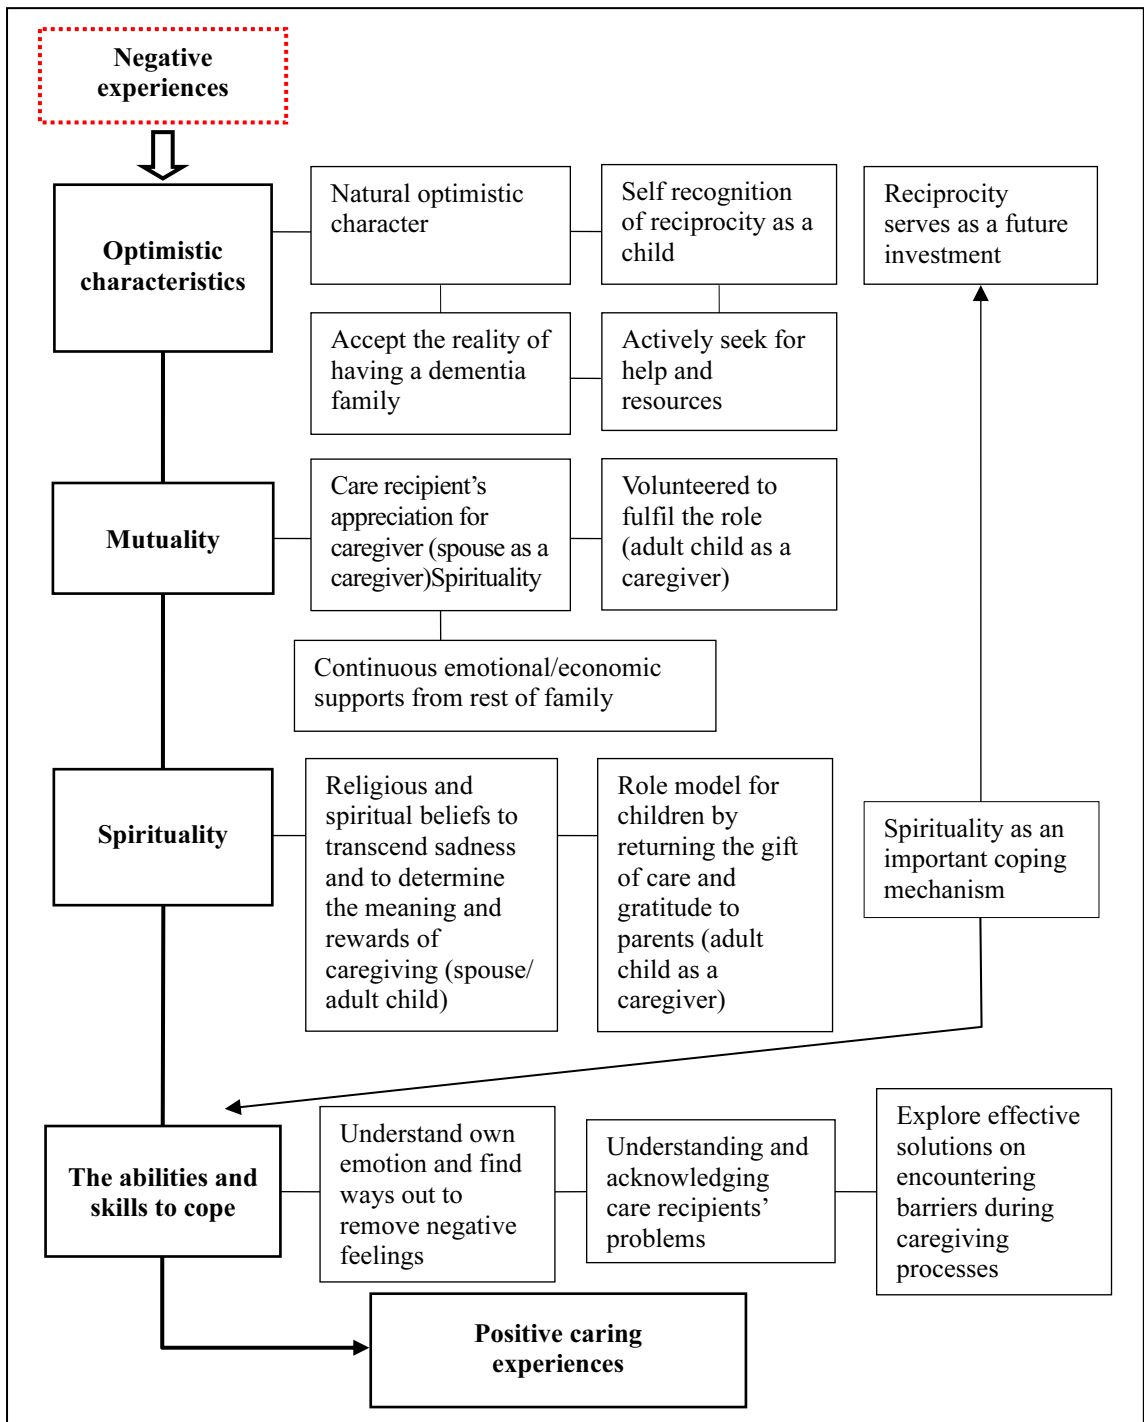 Negative
experiences
Optimistic
characteristics
Natural optimistic
character
Self recognition
of reciprocity as a
child
Reciprocity
serves as a future
investment
Accept the reality of
having a dementia
family
Actively seek for
help and
resources
Mutuality
Care recipient’s
appreciation for
caregiver (spouse as a
caregiver)Spirituality
Volunteered to
fulfil the role
(adult child as a
caregiver)
Continuous emotional/economic
supports from rest of family
Spirituality
Religious and
spiritual beliefs to
transcend sadness
and to determine
the meaning and
rewards of
caregiving (spouse/
adult child)
Role model for
children by
returning the gift
of care and
gratitude to
parents (adult
child as a
caregiver)
Spirituality as an
important coping
mechanism
The abilities and
skills to cope
Understand own
emotion and find
ways out to
remove negative
feelings
Understanding and
acknowledging
care recipients’
problems
Explore effective
solutions on
encountering
barriers during
caregiving
processes
Positive caring
experiences